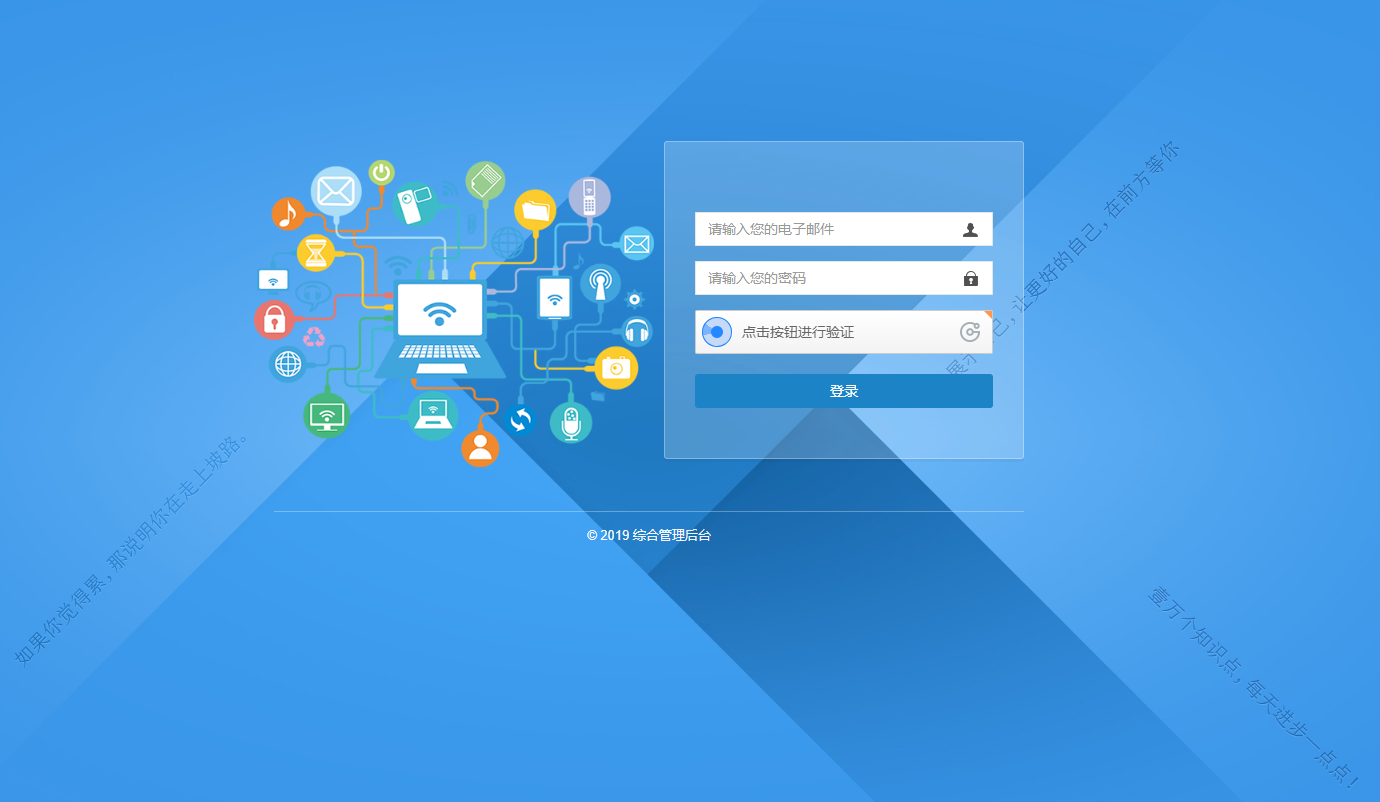 请输入您的电子邮件
请输入您的密码
点击按钮进行验证
登录
© 2019 综合管理后台
如果你觉得累，那说明你在走上坡路。
展示
己，让更好的自己，在前方等你
壹万个知识点，每天进步一点点！